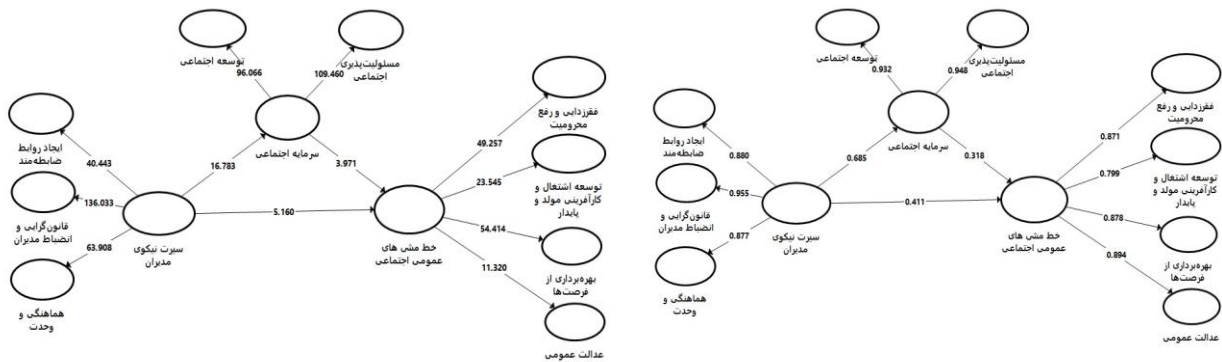 توسعه اجتماعی
مسئولیت‌پذیری
اجتماعی
96.066
109.460
فقرزدایی و رفع
محرومیت
ایجاد روابط
ضابطه‌مند
سرمایه اجتماعی
49.257
40.443
16.783
3.971
23.545
توسعه اشتغال و
کارآفرینی مولد و
پایدار
قانون‌گرایی و
انضباط مدیران
136.033
5.160
54.414
63.908
سیرت نیکوی
مدیران
خط مشی های
عمومی اجتماعی
11.320
بهره‌برداری از
فرصت‌ها
هماهنگی و
وحدت
عدالت عمومی
توسعه اجتماعی
مسئولیت‌پذیری
اجتماعی
0.932
0.948
فقرزدایی و رفع
محرومیت
ایجاد روابط
ضابطه‌مند
سرمایه اجتماعی
0.871
0.880
0.685
0.318
0.799
توسعه اشتغال و
کارآفرینی مولد و
پایدار
قانون‌گرایی و
انضباط مدیران
0.955
0.411
0.878
0.877
سیرت نیکوی
مدیران
خط مشی های
عمومی اجتماعی
0.894
بهره‌برداری از
فرصت‌ها
هماهنگی و
وحدت
عدالت عمومی